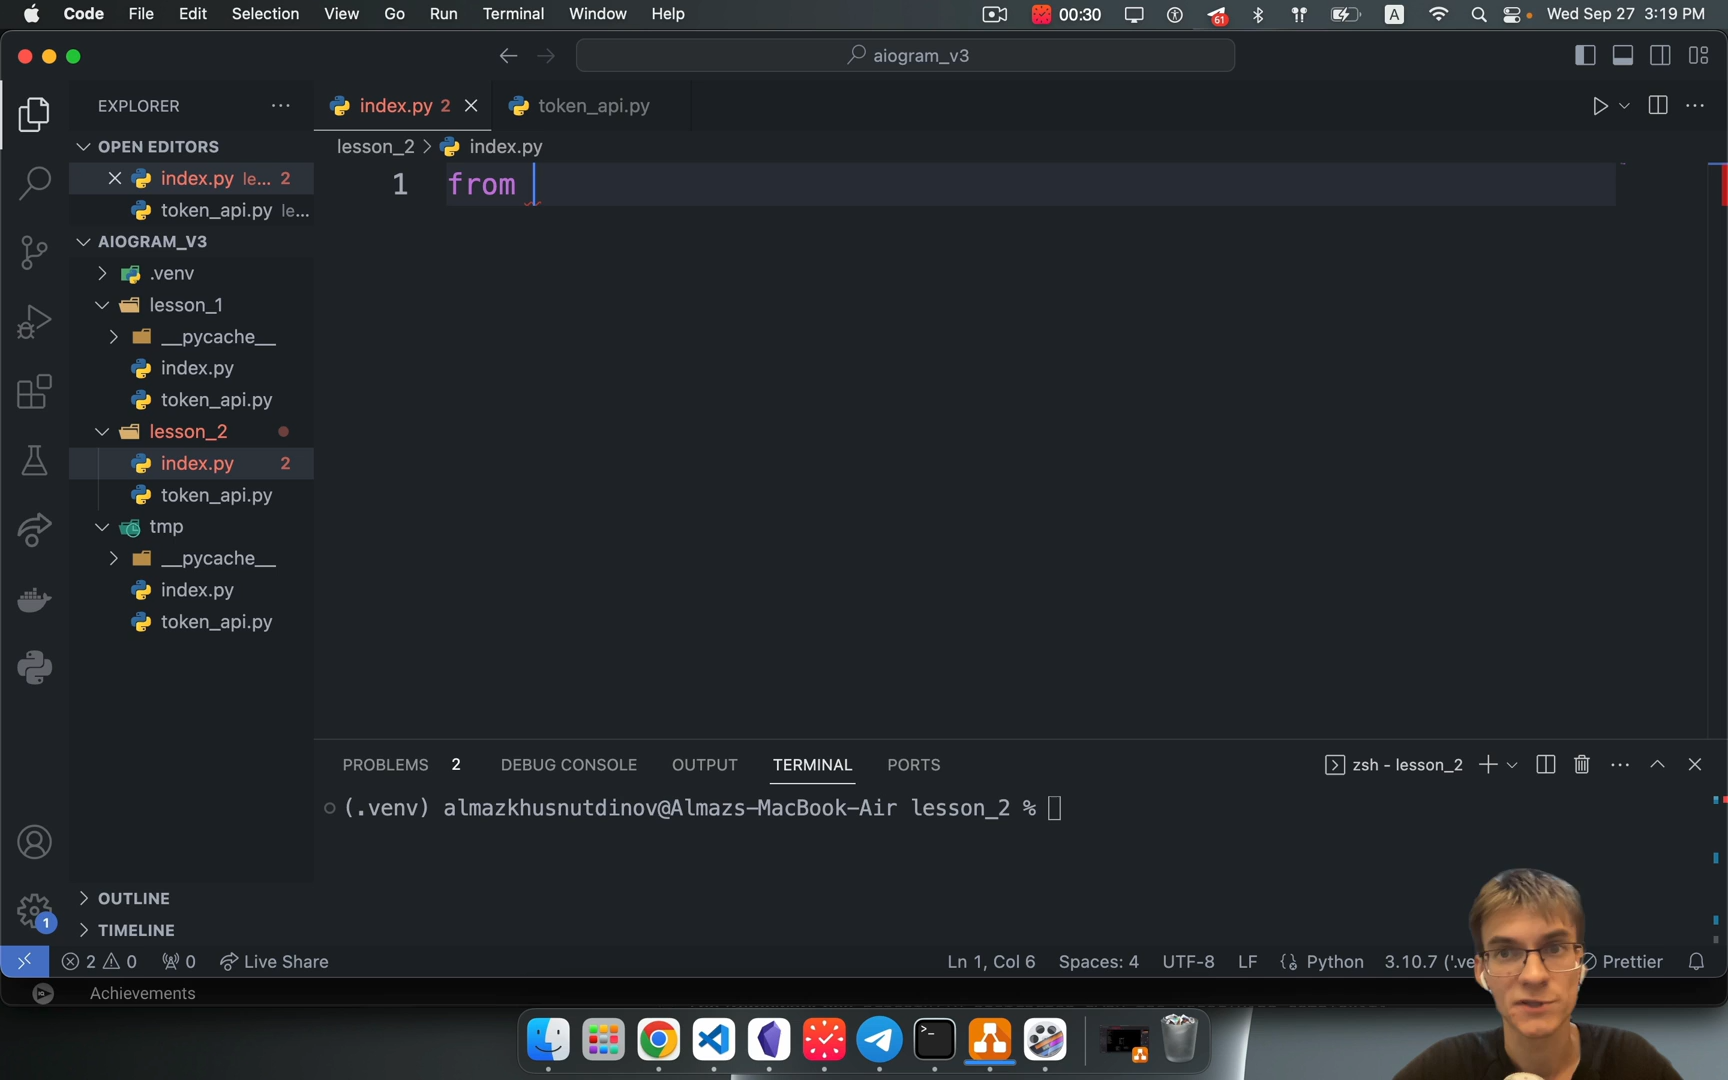 Code File Edit Selection View Go Run Terminal Window Help 00:30 61 A Wed Sep 27 3:19 PM
aiogram_v3
EXPLORER
index.py 2
token_api.py
OPEN EDITORS
lesson_2 > index.py
index.py le... 2
token_api.py le...
1 from
AIOGRAM_V3
.venv
lesson_1
__pycache__
index.py
token_api.py
lesson_2
index.py 2
token_api.py
tmp
__pycache__
index.py
token_api.py
PROBLEMS 2 DEBUG CONSOLE OUTPUT TERMINAL PORTS zsh - lesson_2
(.venv) almazkhusnutdinov@Almazs-MacBook-Air lesson_2 %
OUTLINE
1
TIMELINE
2 0 0 Live Share Ln 1, Col 6 Spaces: 4 UTF-8 LF Python 3.10.7 ('.ve Prettier
Achievements